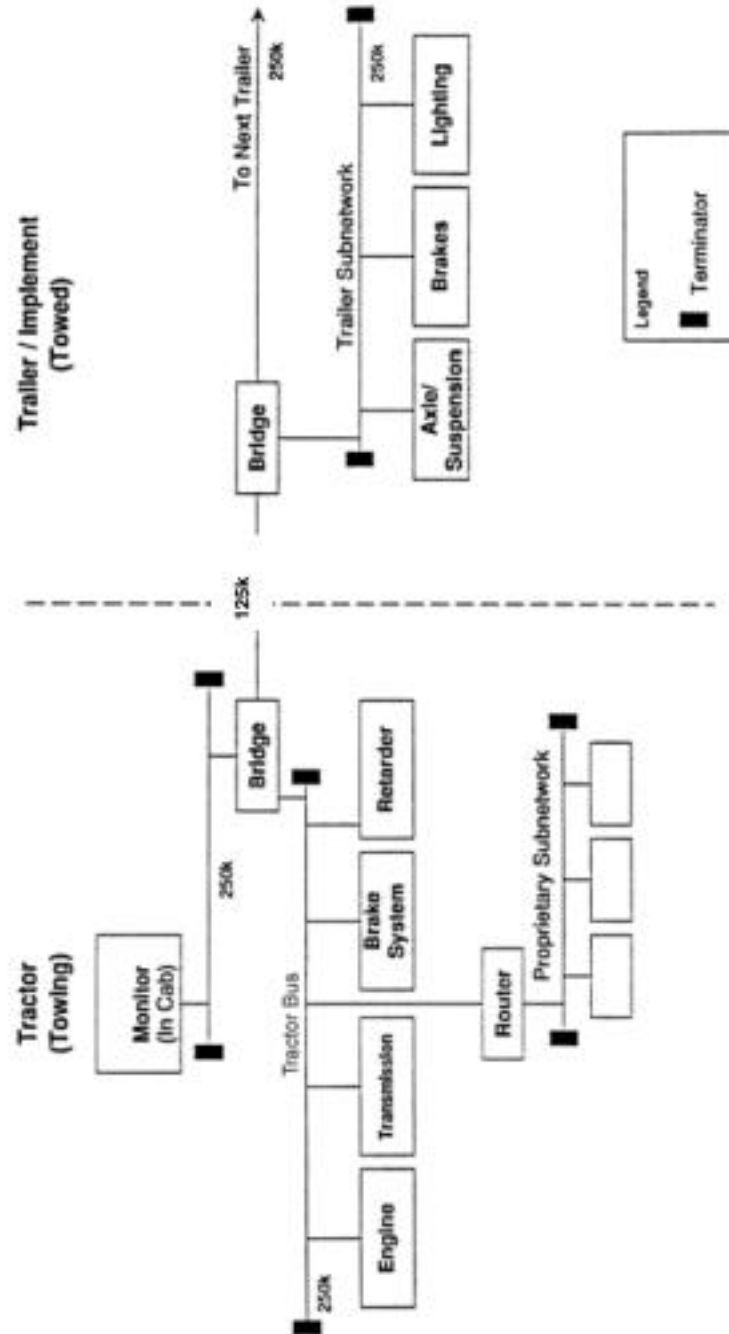 Tractor
(Towing)
Trailer / Implement
(Towed)
Monitor
(In Cab)
250k
Bridge
125k
Bridge
To Next Trailer
250k
Tractor Bus
250k
Engine
Transmission
Brake
System
Retarder
Trailer Subnetwork
250k
Axle/
Suspension
Brakes
Lighting
Router
Proprietary Subnetwork
Legend
Terminator